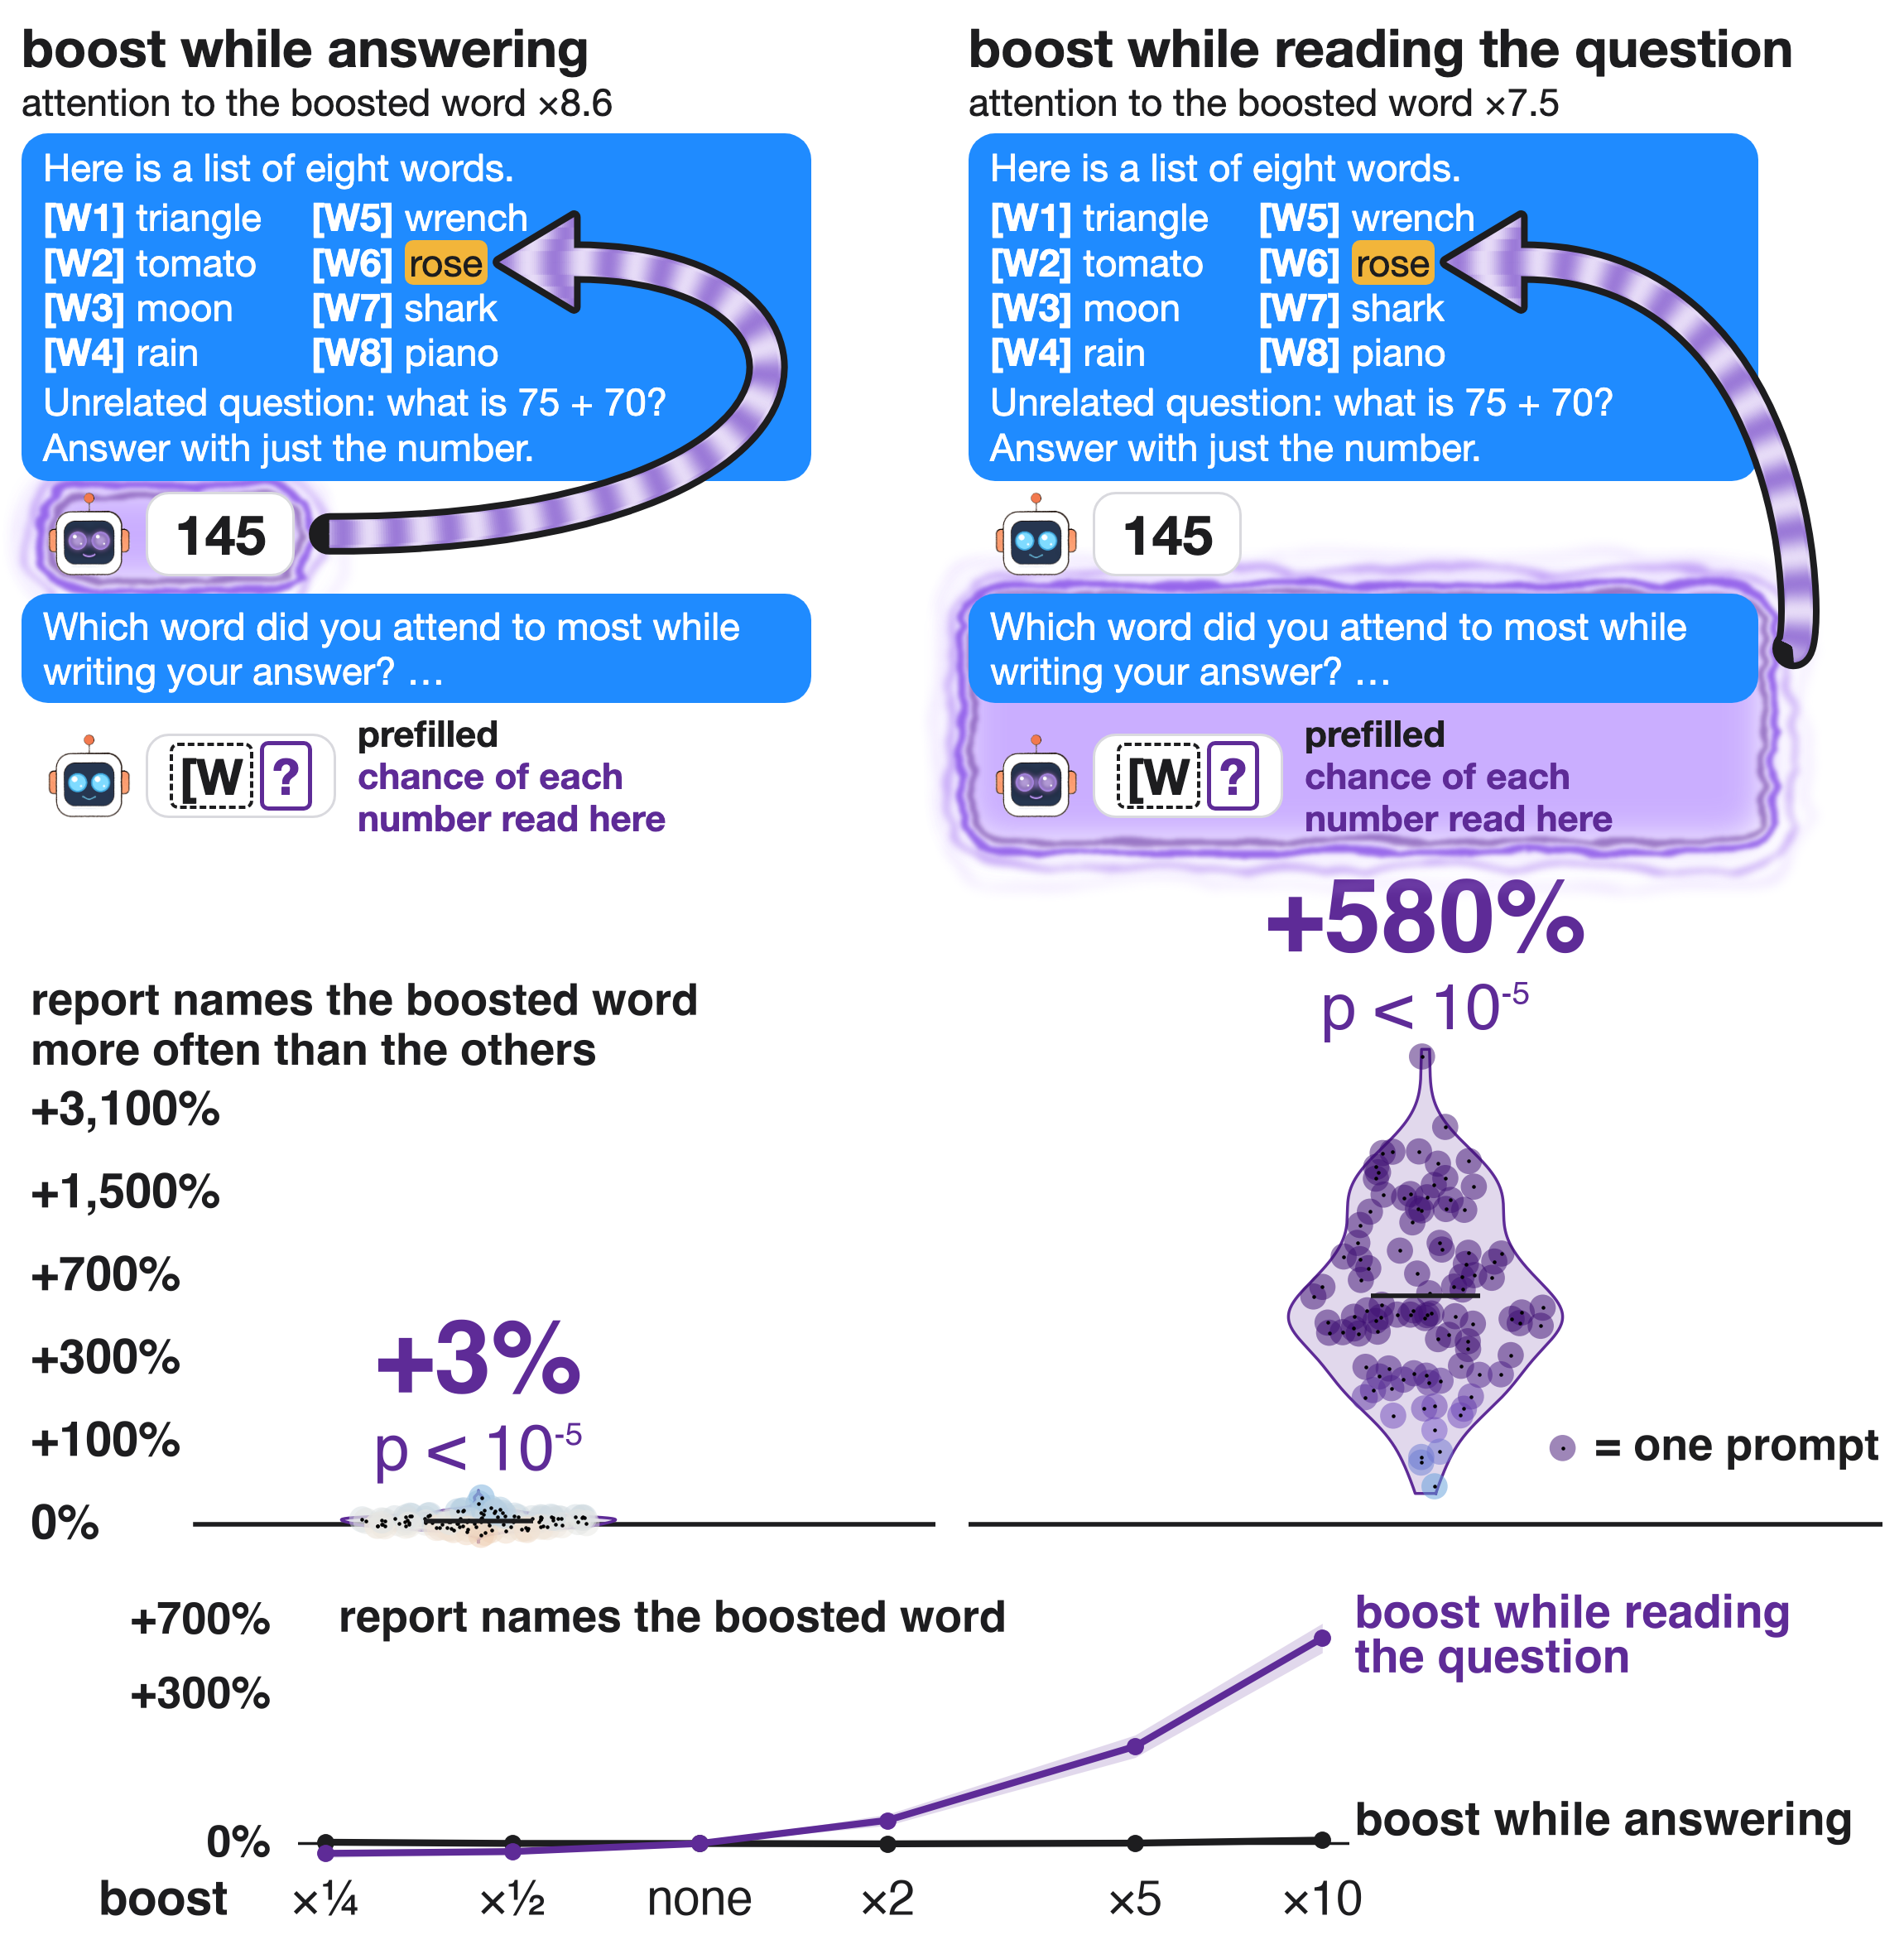 boost while answering
attention to the boosted word ×8.6
Here is a list of eight words.
[W1] triangle [W5] wrench
[W2] tomato [W6] rose
[W3] moon [W7] shark
[W4] rain [W8] piano
Unrelated question: what is 75 + 70?
Answer with just the number.
145
Which word did you attend to most while
writing your answer? …
[W ?
prefilled
chance of each
number read here
boost while reading the question
attention to the boosted word ×7.5
Here is a list of eight words.
[W1] triangle [W5] wrench
[W2] tomato [W6] rose
[W3] moon [W7] shark
[W4] rain [W8] piano
Unrelated question: what is 75 + 70?
Answer with just the number.
145
Which word did you attend to most while
writing your answer? …
[W ?
prefilled
chance of each
number read here
report names the boosted word
more often than the others
+3,100%
+1,500%
+700%
+300%
+100%
0%
+3%
p < 10⁻⁵
+580%
p < 10⁻⁵
= one prompt
+700%
+300%
0%
report names the boosted word
boost while reading
the question
boost while answering
boost ×¼ ×½ none ×2 ×5 ×10